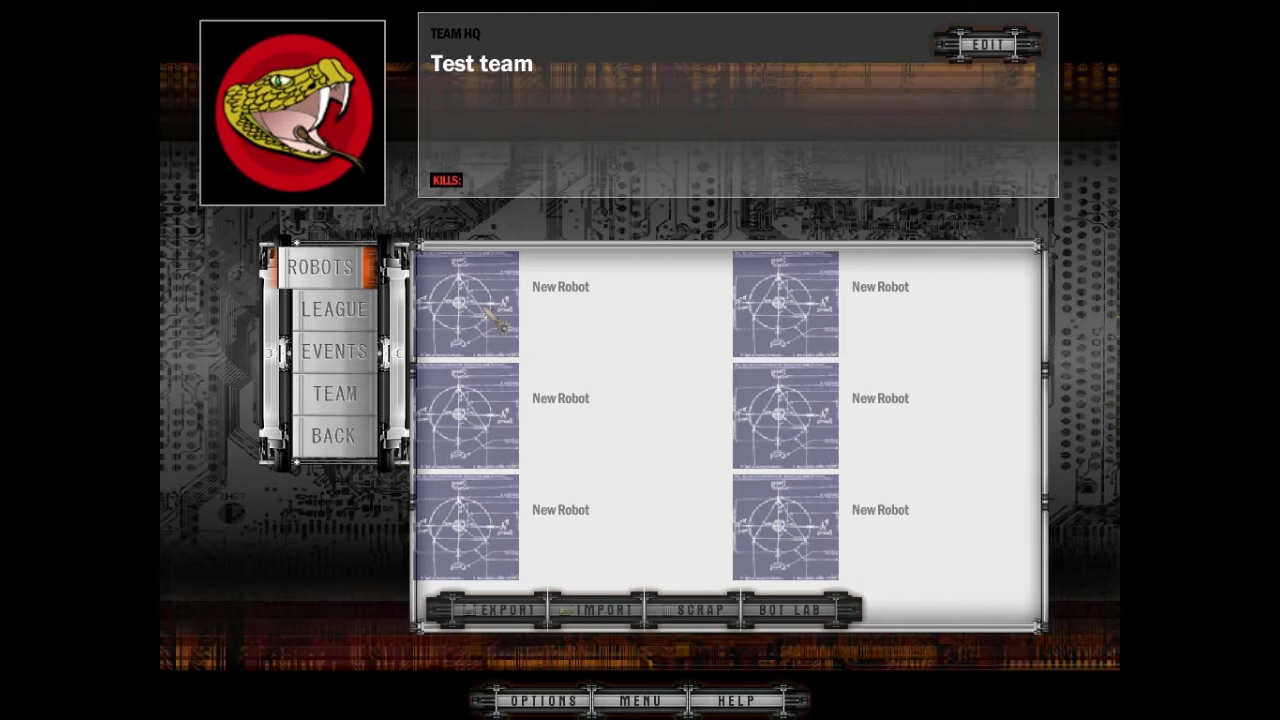 TEAM HQ
EDIT
Test team
KILLS:
ROBOTS
LEAGUE
EVENTS
TEAM
BACK
New Robot
New Robot
New Robot
New Robot
New Robot
New Robot
EXPORT
IMPORT
SCRAP
BOT LAB
OPTIONS
MENU
HELP